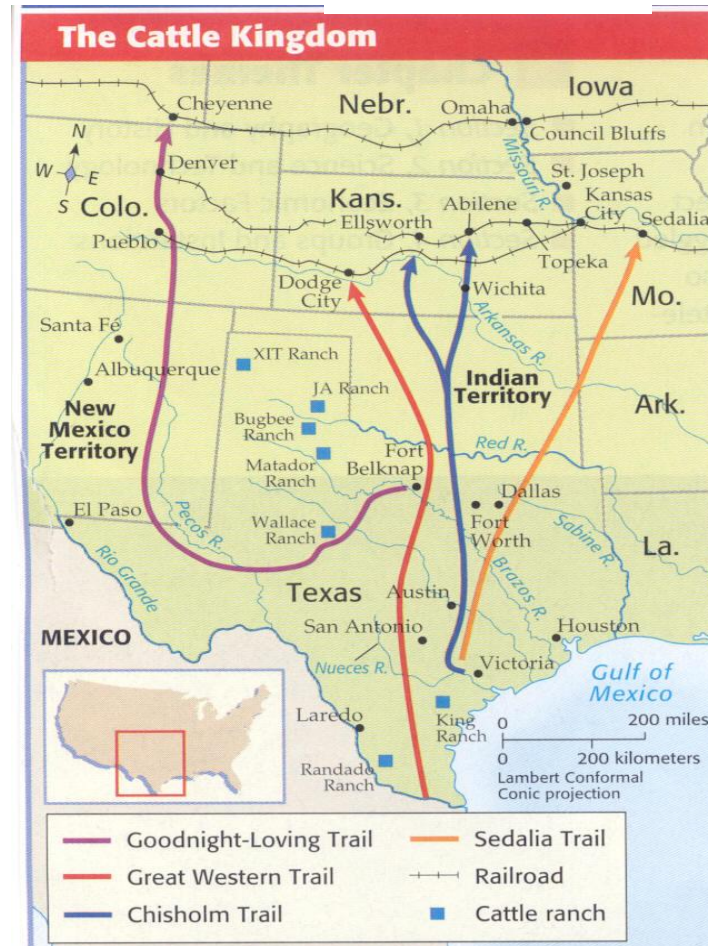 The Cattle Kingdom
Iowa
Nebr.
Cheyenne
Omaha
Council Bluffs
Missouri R.
N
W
E
S
Denver
St. Joseph
Kans.
Abilene
Kansas
City
Colo.
Ellsworth
Sedalia
Pueblo
Topeka
Dodge
City
Wichita
Mo.
Arkansas R.
Santa Fé
XIT Ranch
Albuquerque
JA Ranch
Indian
Territory
Ark.
New
Mexico
Territory
Bugbee
Ranch
Red R.
Matador
Ranch
Fort
Belknap
El Paso
Pecos R.
Wallace
Ranch
Dallas
Fort
Worth
Sabine R.
La.
Rio Grande
Brazos R.
Texas
Austin
MEXICO
San Antonio
Houston
Nueces R.
Victoria
Gulf of
Mexico
Laredo
King
Ranch
0
200 miles
0
200 kilometers
Randado
Ranch
Lambert Conformal
Conic projection
Goodnight-Loving Trail
Sedalia Trail
Great Western Trail
Railroad
Chisholm Trail
Cattle ranch